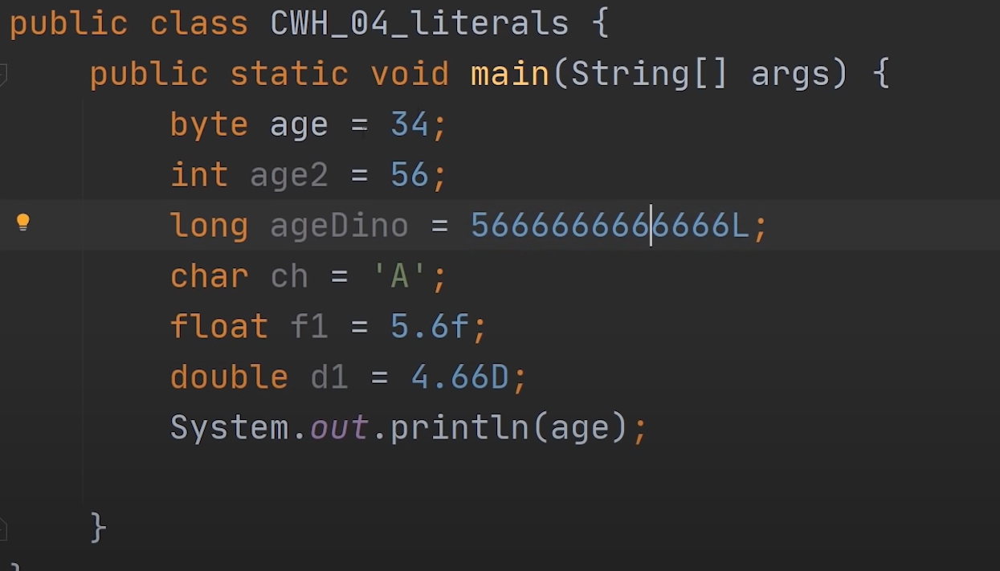 public class CWH_04_literals {
public static void main(String[] args) {
byte age = 34;
int age2 = 56;
long ageDino = 5666666666666L;
char ch = 'A';
float f1 = 5.6f;
double d1 = 4.66D;
System.out.println(age);
}
}